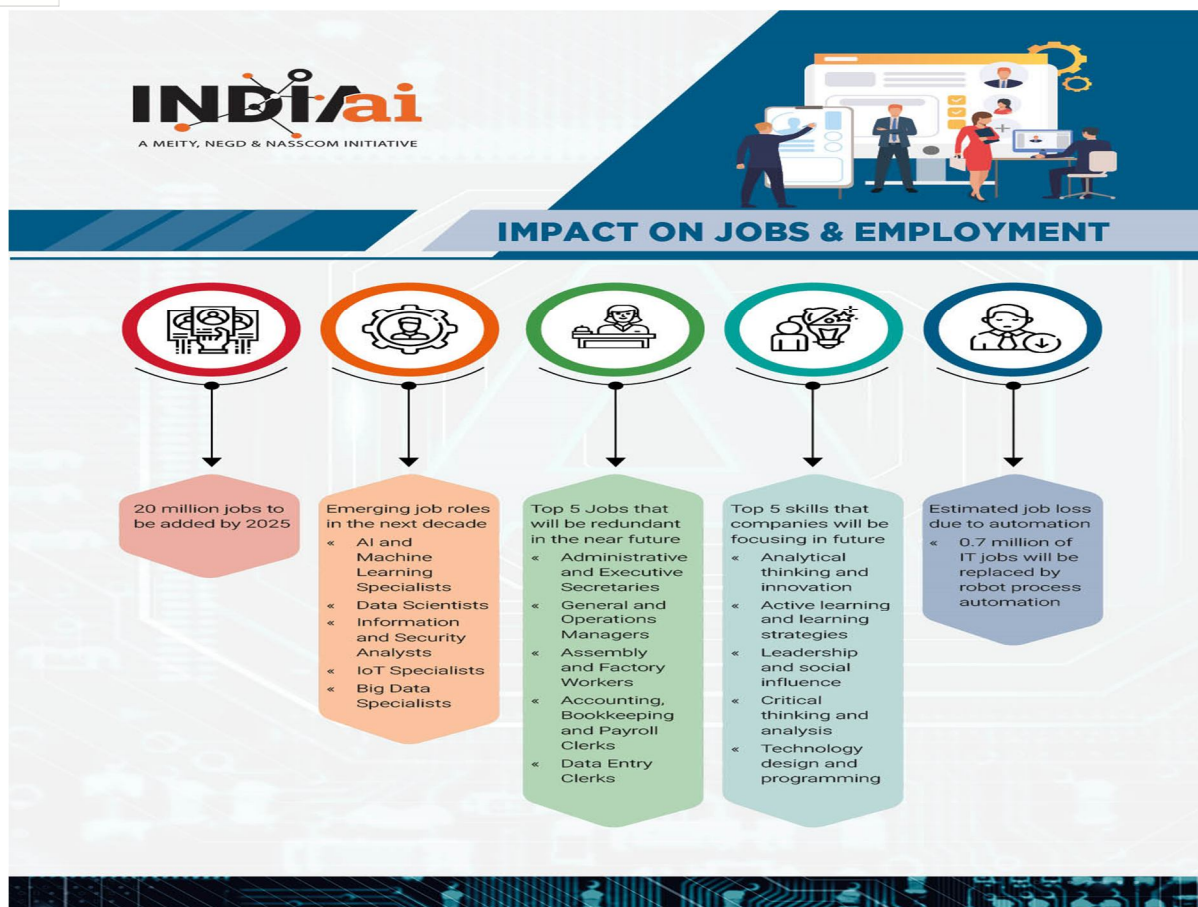 INDIAai
A MEITY, NEGD & NASSCOM INITIATIVE
IMPACT ON JOBS & EMPLOYMENT
20 million jobs to
be added by 2025
Emerging job roles
in the next decade
« AI and
Machine
Learning
Specialists
« Data Scientists
« Information
and Security
Analysts
« IoT Specialists
« Big Data
Specialists
Top 5 Jobs that
will be redundant
in the near future
« Administrative
and Executive
Secretaries
« General and
Operations
Managers
« Assembly
and Factory
Workers
« Accounting,
Bookkeeping
and Payroll
Clerks
« Data Entry
Clerks
Top 5 skills that
companies will be
focusing in future
« Analytical
thinking and
innovation
« Active learning
and learning
strategies
« Leadership
and social
influence
« Critical
thinking and
analysis
« Technology
design and
programming
Estimated job loss
due to automation
« 0.7 million of
IT jobs will be
replaced by
robot process
automation